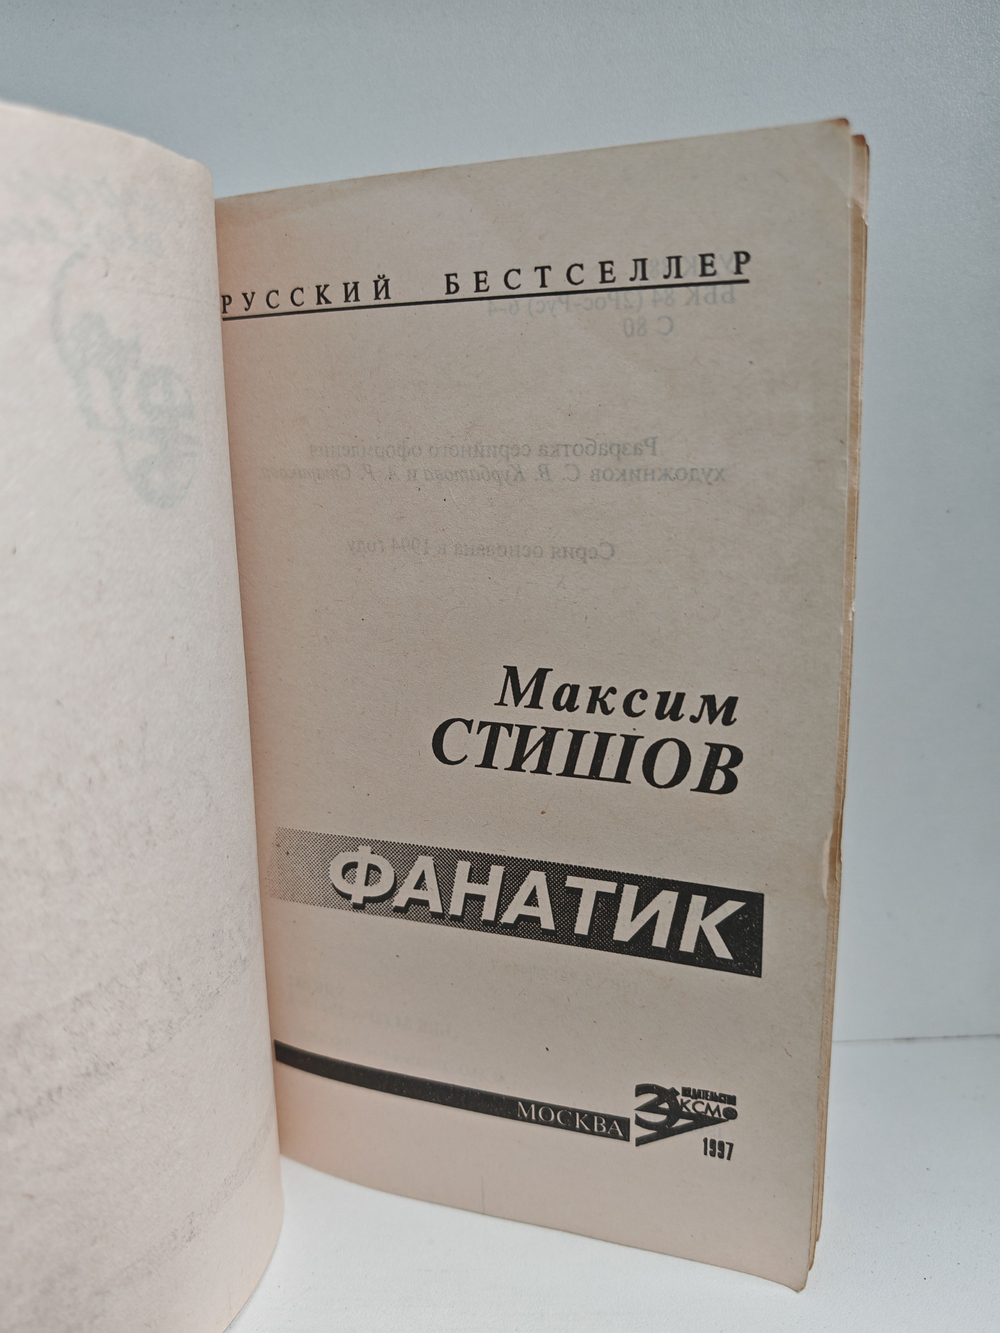 РУССКИЙ БЕСТСЕЛЛЕР
ББК 84 (2Рос-Рус) 6-4
С 80
Разработка серийного оформления
художников С. В. Курбатова и А. Р.
Серия основана в 1994 году
Максим
СТИШОВ
ФАНАТИК
МОСКВА
ИЗДАТЕЛЬСТВО
ЭКСМО
1997